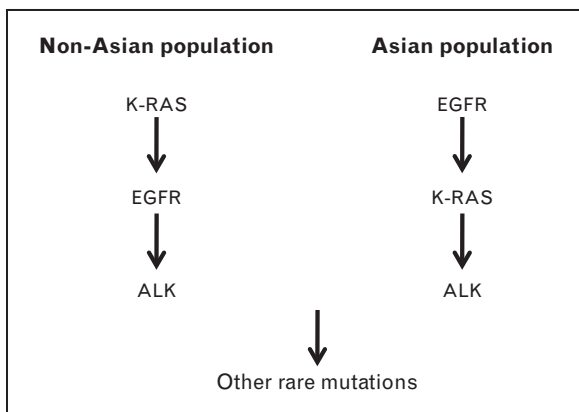 Non-Asian population
Asian population
K-RAS
EGFR
EGFR
K-RAS
ALK
ALK
Other rare mutations